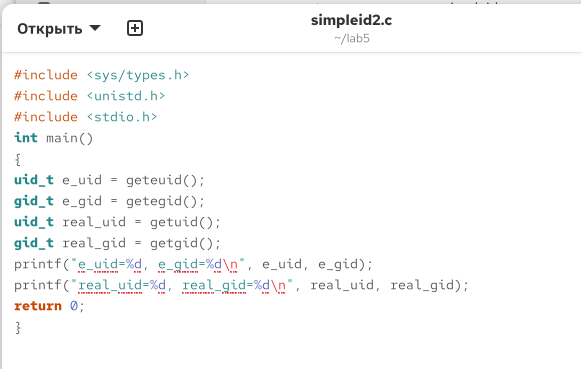 Открыть
simpleid2.c
~/lab5
#include <sys/types.h>
#include <unistd.h>
#include <stdio.h>
int main()
{
uid_t e_uid = geteuid();
gid_t e_gid = getegid();
uid_t real_uid = getuid();
gid_t real_gid = getgid();
printf("e_uid=%d, e_gid=%d\n", e_uid, e_gid);
printf("real_uid=%d, real_gid=%d\n", real_uid, real_gid);
return 0;
}